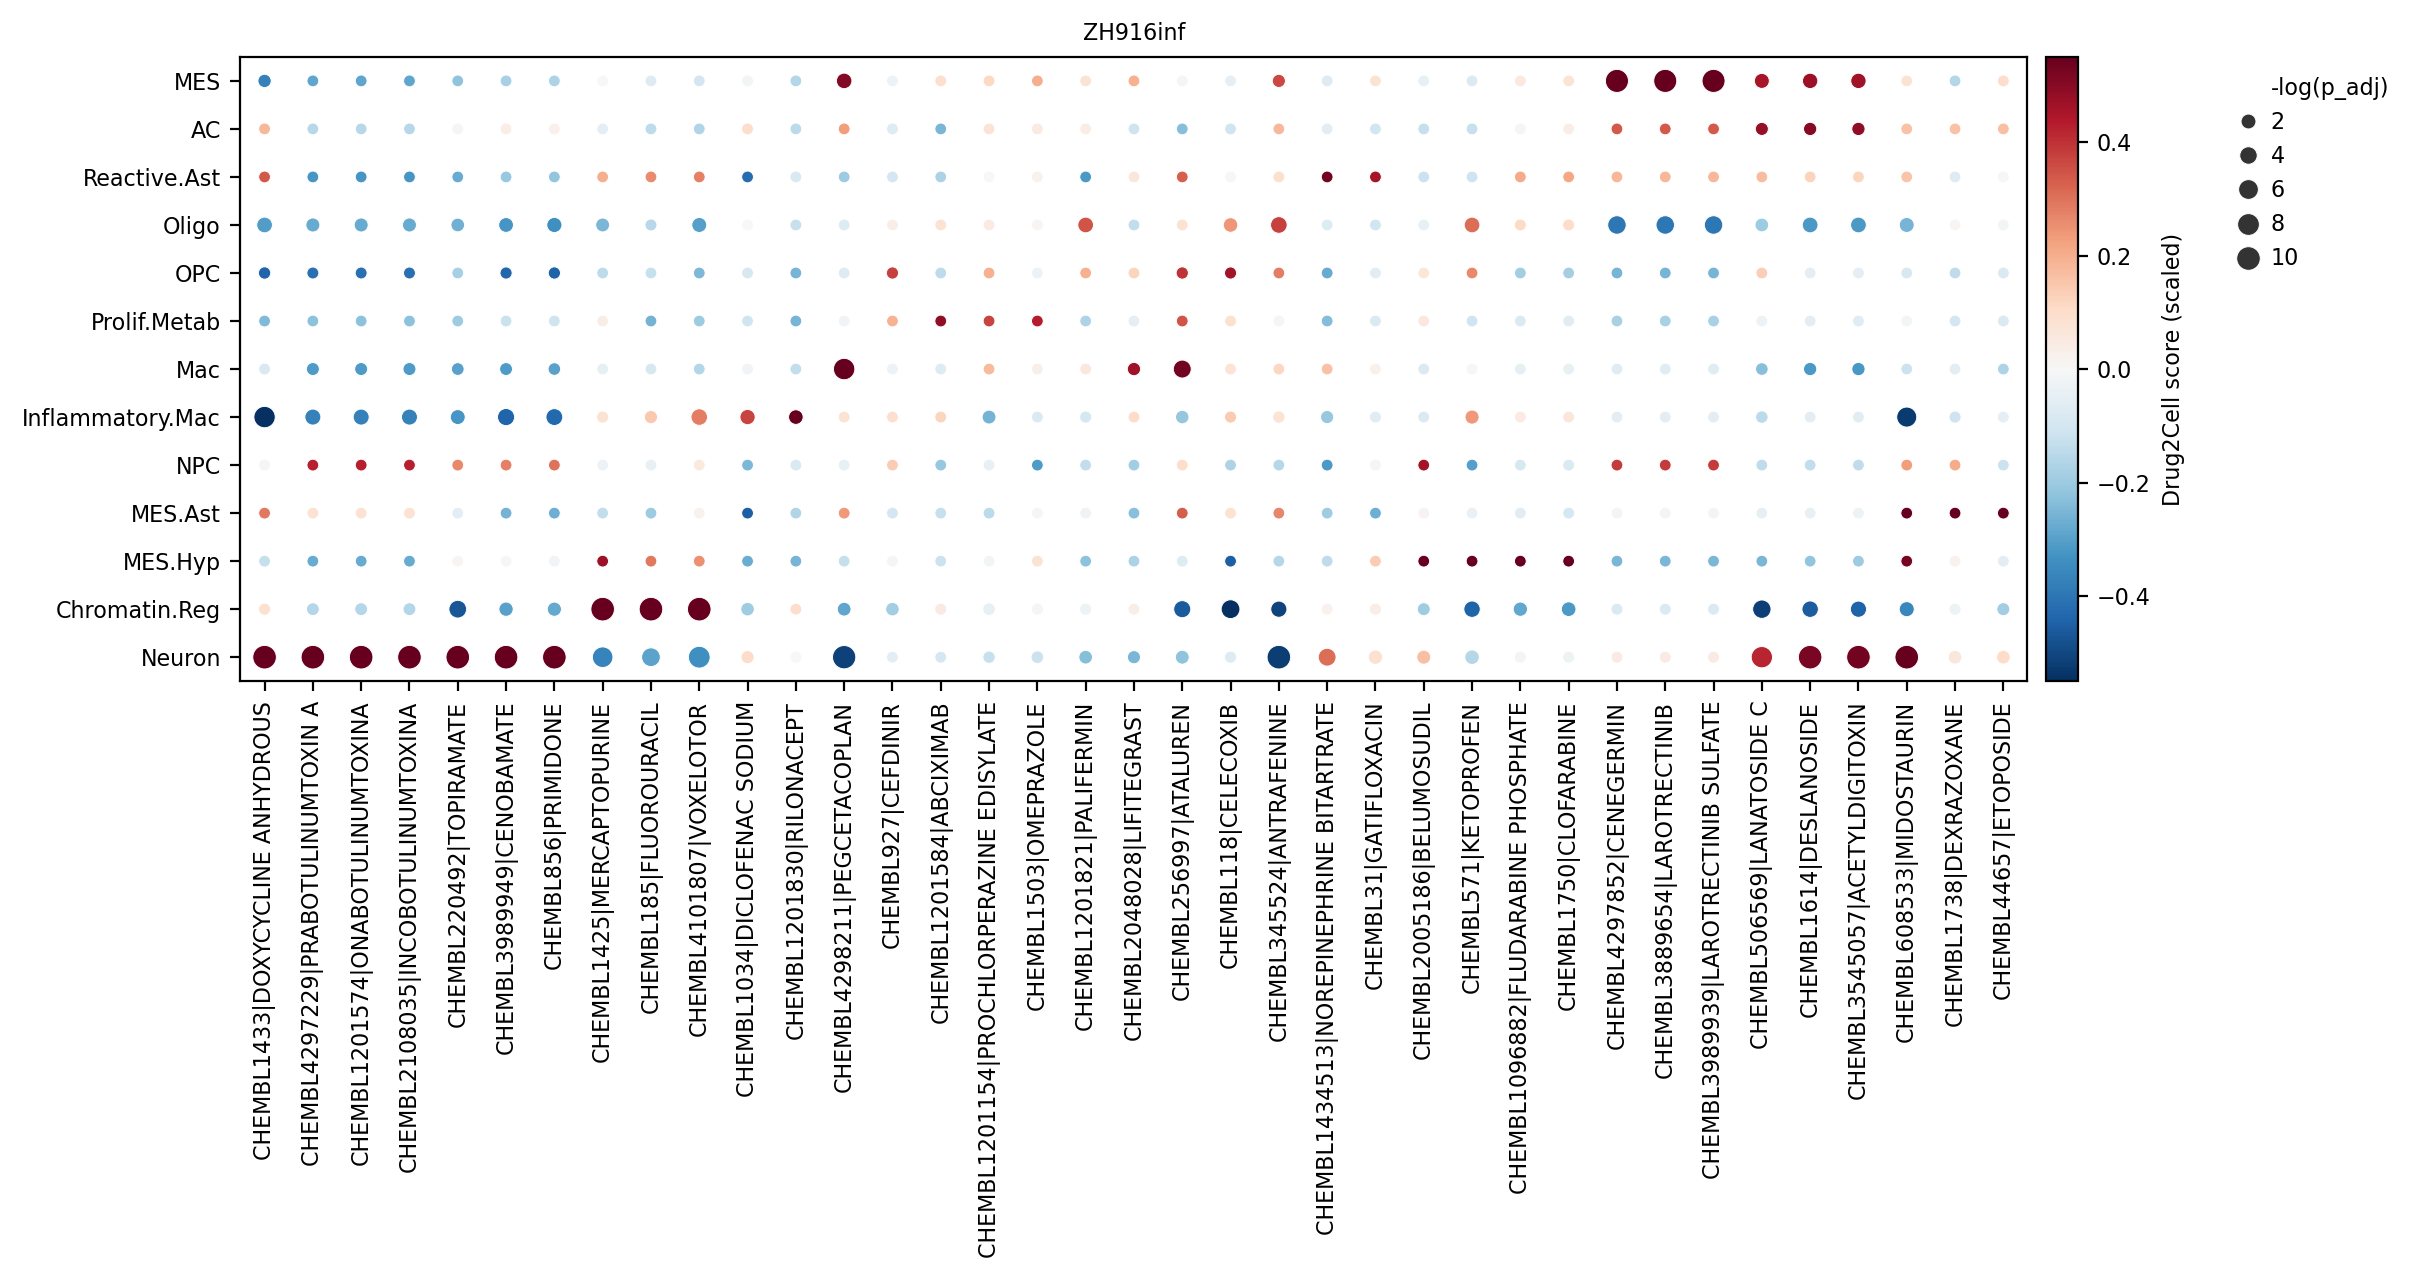 ZH916inf
MES
AC
Reactive.Ast
Oligo
OPC
Prolif.Metab
Mac
Inflammatory.Mac
NPC
MES.Ast
MES.Hyp
Chromatin.Reg
Neuron
CHEMBL1433|DOXYCYCLINE ANHYDROUS
CHEMBL4297229|PRABOTULINUMTOXIN A
CHEMBL1201574|ONABOTULINUMTOXINA
CHEMBL2108035|INCOBOTULINUMTOXINA
CHEMBL220492|TOPIRAMATE
CHEMBL3989949|CENOBAMATE
CHEMBL856|PRIMIDONE
CHEMBL1425|MERCAPTOPURINE
CHEMBL185|FLUOROURACIL
CHEMBL4101807|VOXELOTOR
CHEMBL1034|DICLOFENAC SODIUM
CHEMBL1201830|RILONACEPT
CHEMBL4298211|PEGCETACOPLAN
CHEMBL927|CEFDINIR
CHEMBL1201584|ABCIXIMAB
CHEMBL1201154|PROCHLORPERAZINE EDISYLATE
CHEMBL1503|OMEPRAZOLE
CHEMBL1201821|PALIFERMIN
CHEMBL2048028|LIFITEGRAST
CHEMBL256997|ATALUREN
CHEMBL118|CELECOXIB
CHEMBL345524|ANTRAFENINE
CHEMBL1434513|NOREPINEPHRINE BITARTRATE
CHEMBL31|GATIFLOXACIN
CHEMBL2005186|BELUMOSUDIL
CHEMBL571|KETOPROFEN
CHEMBL1096882|FLUDARABINE PHOSPHATE
CHEMBL1750|CLOFARABINE
CHEMBL4297852|CENEGERMIN
CHEMBL3889654|LAROTRECTINIB
CHEMBL3989939|LAROTRECTINIB SULFATE
CHEMBL506569|LANATOSIDE C
CHEMBL1614|DESLANOSIDE
CHEMBL3545057|ACETYLDIGITOXIN
CHEMBL608533|MIDOSTAURIN
CHEMBL1738|DEXRAZOXANE
CHEMBL44657|ETOPOSIDE
0.4
0.2
0.0
−0.2
−0.4
Drug2Cell score (scaled)
-log(p_adj)
2
4
6
8
10